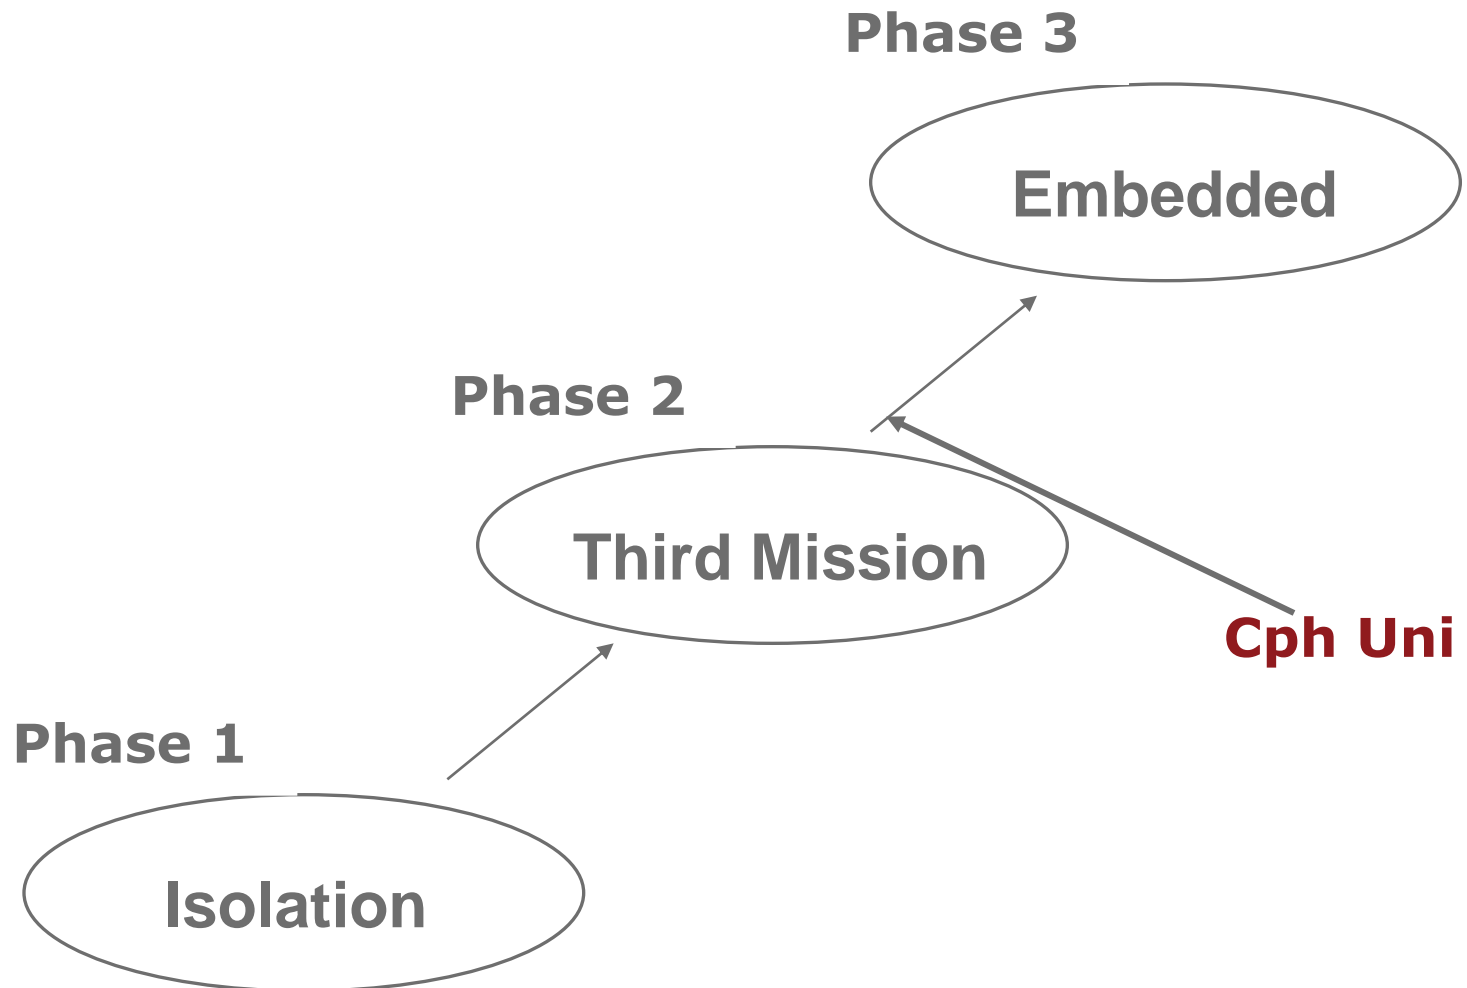 Phase 3
Embedded
Phase 2
Third Mission
Cph Uni
Phase 1
Isolation